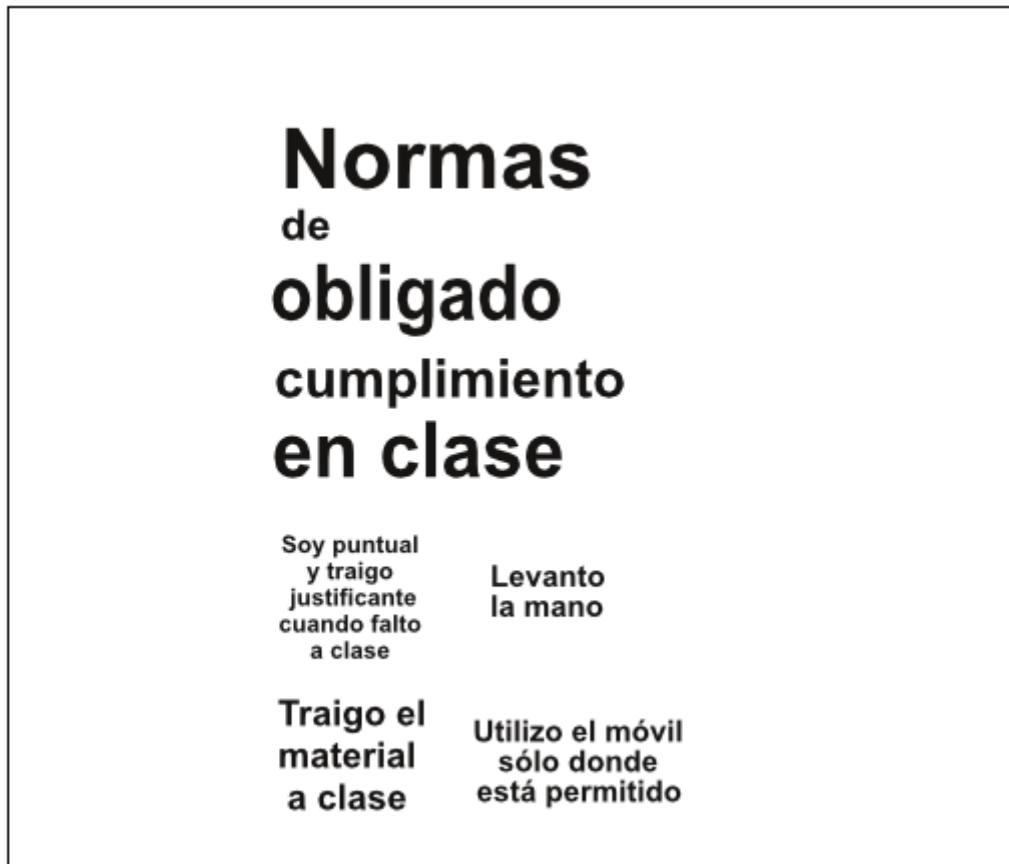 Normas
de
obligado
cumplimiento
en clase
Soy puntual
y traigo
justificante
cuando falto
a clase
Levanto
la mano
Traigo el
material
a clase
Utilizo el móvil
sólo donde
está permitido